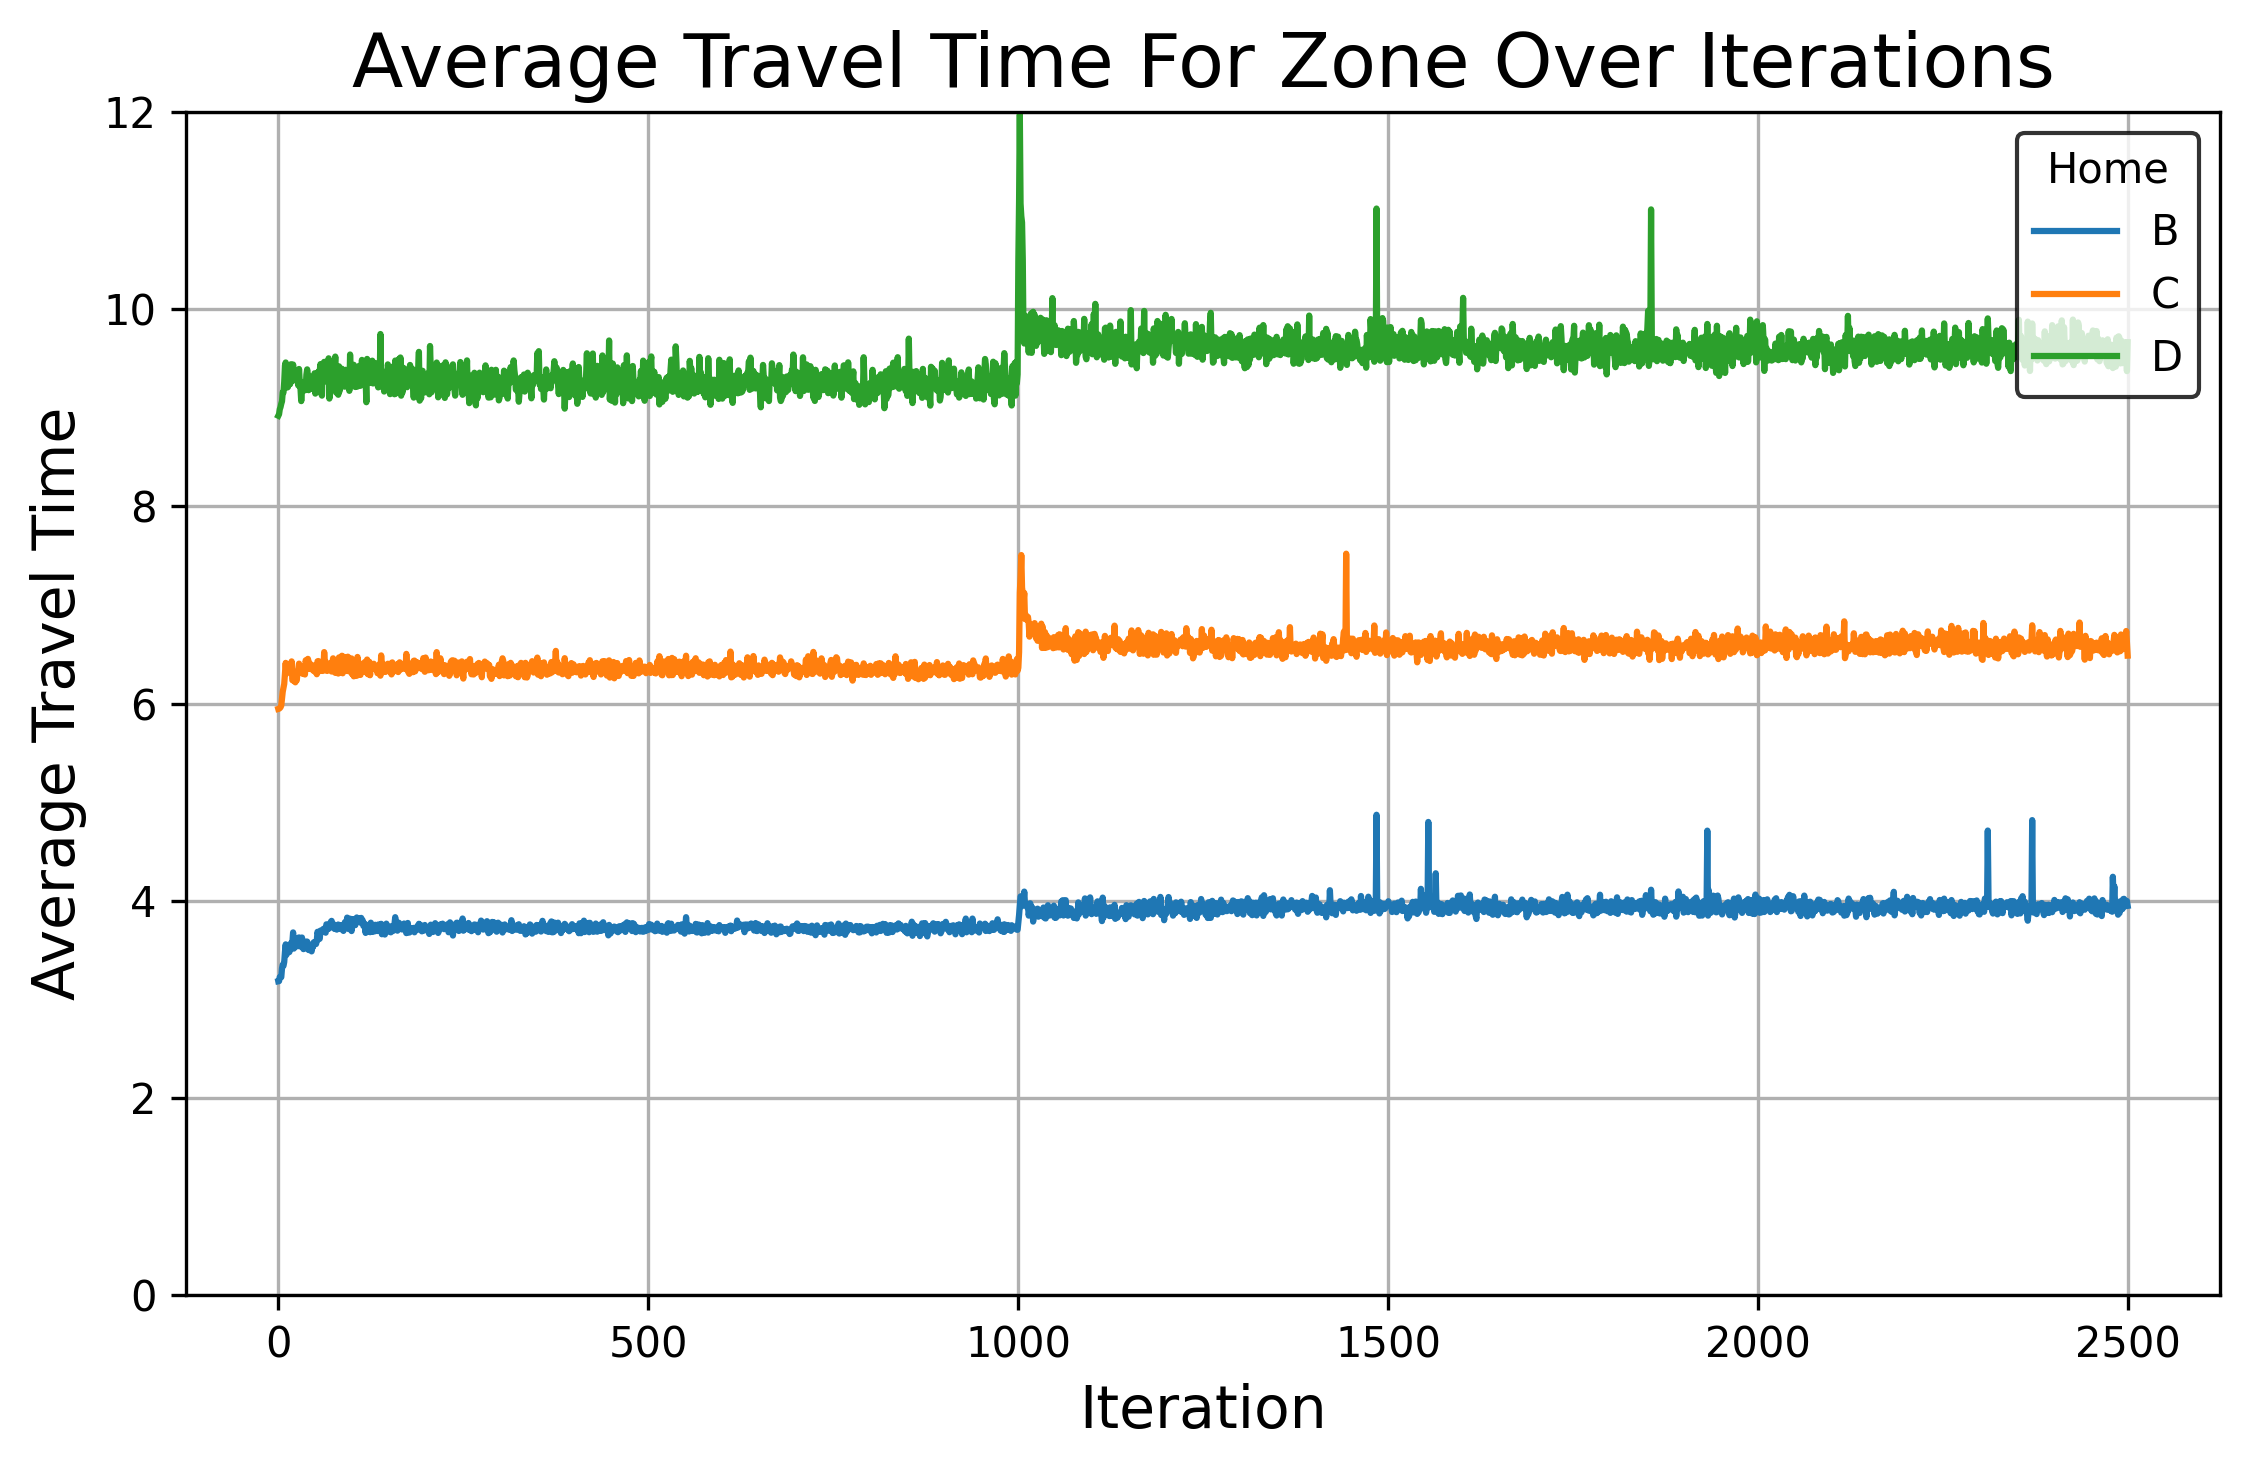 Average Travel Time For Zone Over Iterations
Average Travel Time
12
10
8
6
4
2
0
Home
B
C
D
0 500 1000 1500 2000 2500
Iteration